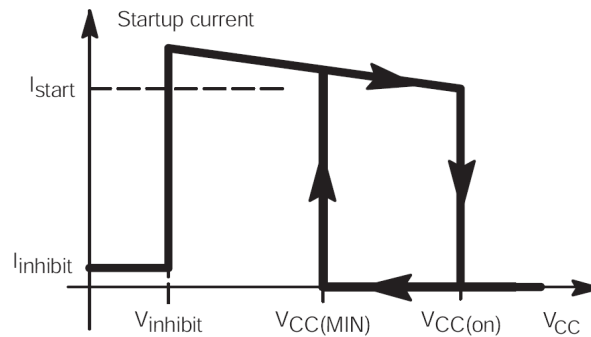 Startup current
Istart
Iinhibit
Vinhibit
VCC(MIN)
VCC(on)
VCC